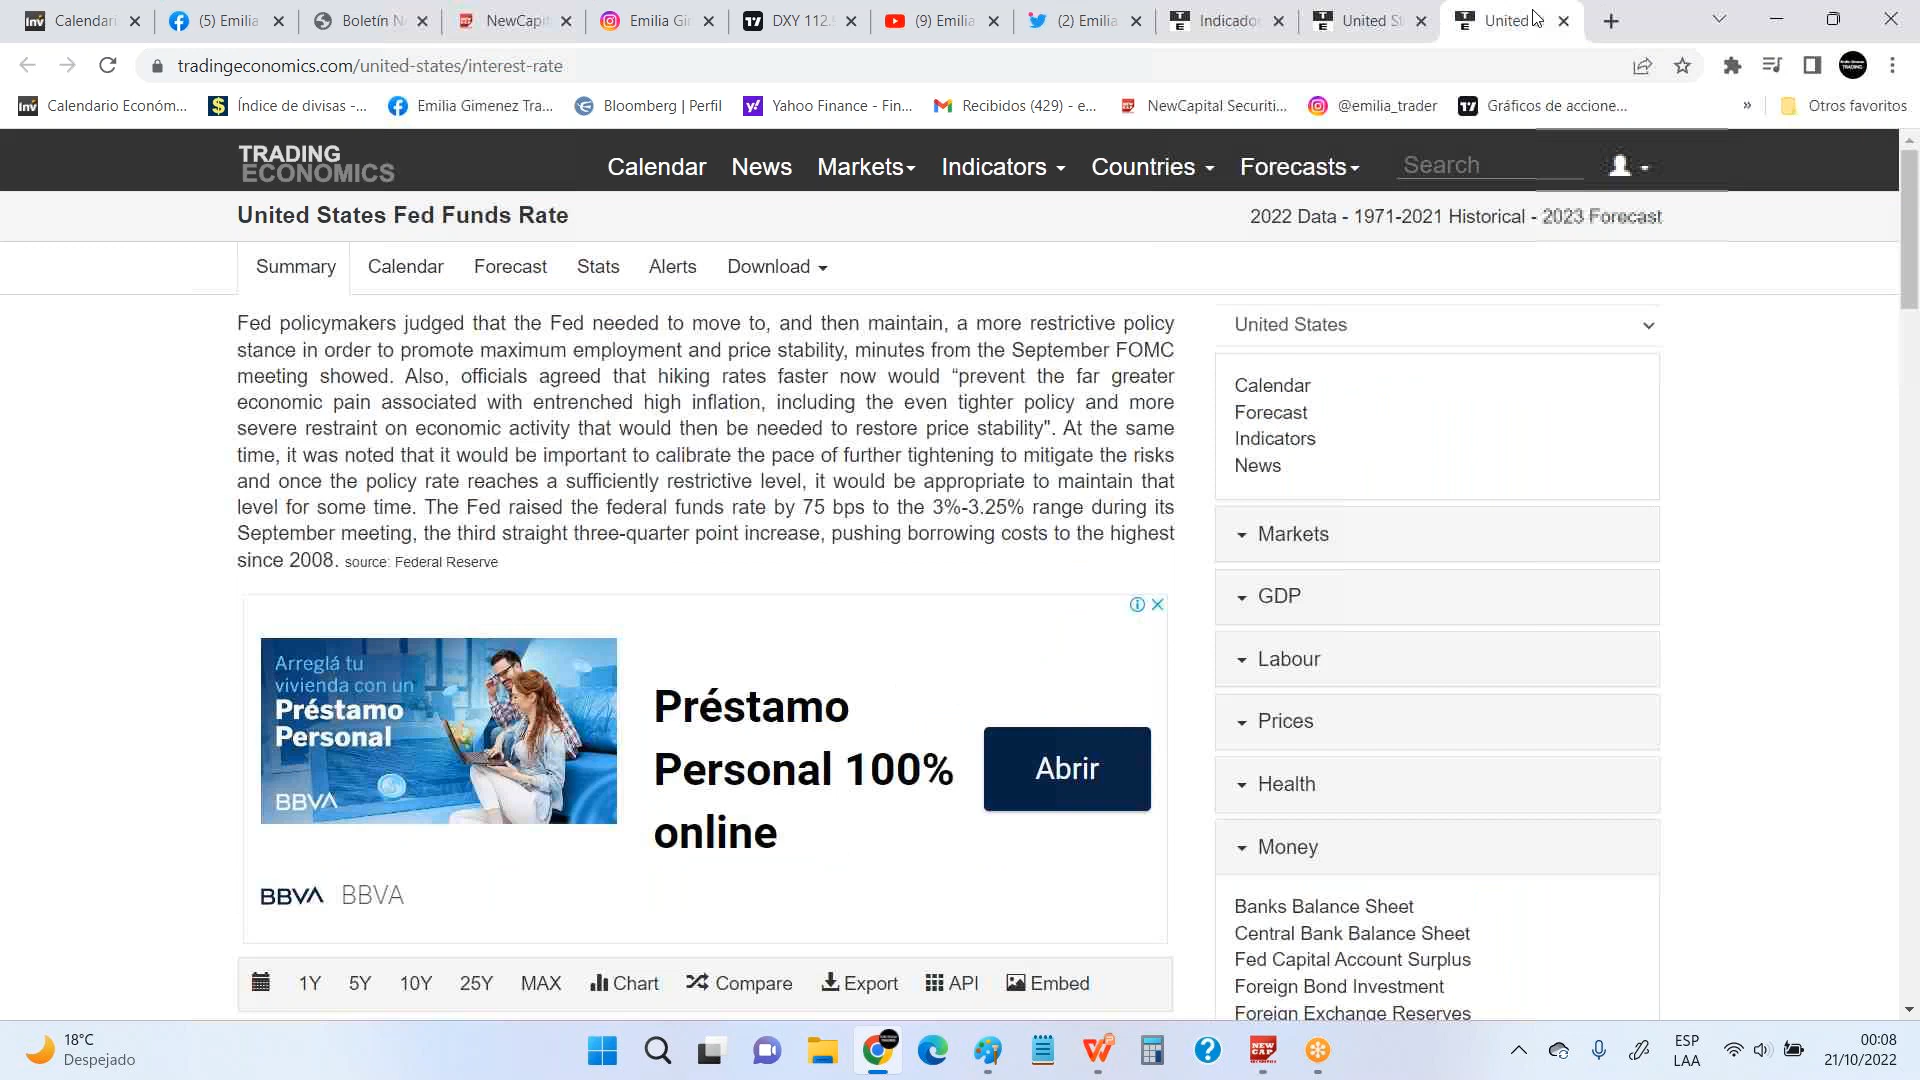 Calendari
(5) Emilia
Boletín N
NewCapit
Emilia Gi
DXY 112.
(9) Emilia
(2) Emilia
Indicado
United St
United
tradingeconomics.com/united-states/interest-rate
Calendario Económ...
Índice de divisas -...
Emilia Gimenez Tra...
Bloomberg | Perfil
Yahoo Finance - Fin...
Recibidos (429) - e...
NewCapital Securiti...
@emilia_trader
Gráficos de accione...
»
Otros favoritos
TRADING
ECONOMICS
Calendar
News
Markets
Indicators
Countries
Forecasts
Search
United States Fed Funds Rate
2022 Data - 1971-2021 Historical - 2023 Forecast
Summary
Calendar
Forecast
Stats
Alerts
Download
Fed policymakers judged that the Fed needed to move to, and then maintain, a more restrictive policy
stance in order to promote maximum employment and price stability, minutes from the September FOMC
meeting showed. Also, officials agreed that hiking rates faster now would “prevent the far greater
economic pain associated with entrenched high inflation, including the even tighter policy and more
severe restraint on economic activity that would then be needed to restore price stability". At the same
time, it was noted that it would be important to calibrate the pace of further tightening to mitigate the risks
and once the policy rate reaches a sufficiently restrictive level, it would be appropriate to maintain that
level for some time. The Fed raised the federal funds rate by 75 bps to the 3%-3.25% range during its
September meeting, the third straight three-quarter point increase, pushing borrowing costs to the highest
since 2008. source: Federal Reserve
Arreglá tu
vivienda con un
Préstamo
Personal
BBVA
Préstamo
Personal 100%
online
Abrir
BBVA BBVA
1Y
5Y
10Y
25Y
MAX
Chart
Compare
Export
API
Embed
United States
Calendar
Forecast
Indicators
News
Markets
GDP
Labour
Prices
Health
Money
Banks Balance Sheet
Central Bank Balance Sheet
Fed Capital Account Surplus
Foreign Bond Investment
Foreign Exchange Reserves
18°C
Despejado
NEW
CAP
ESP
LAA
00:08
21/10/2022